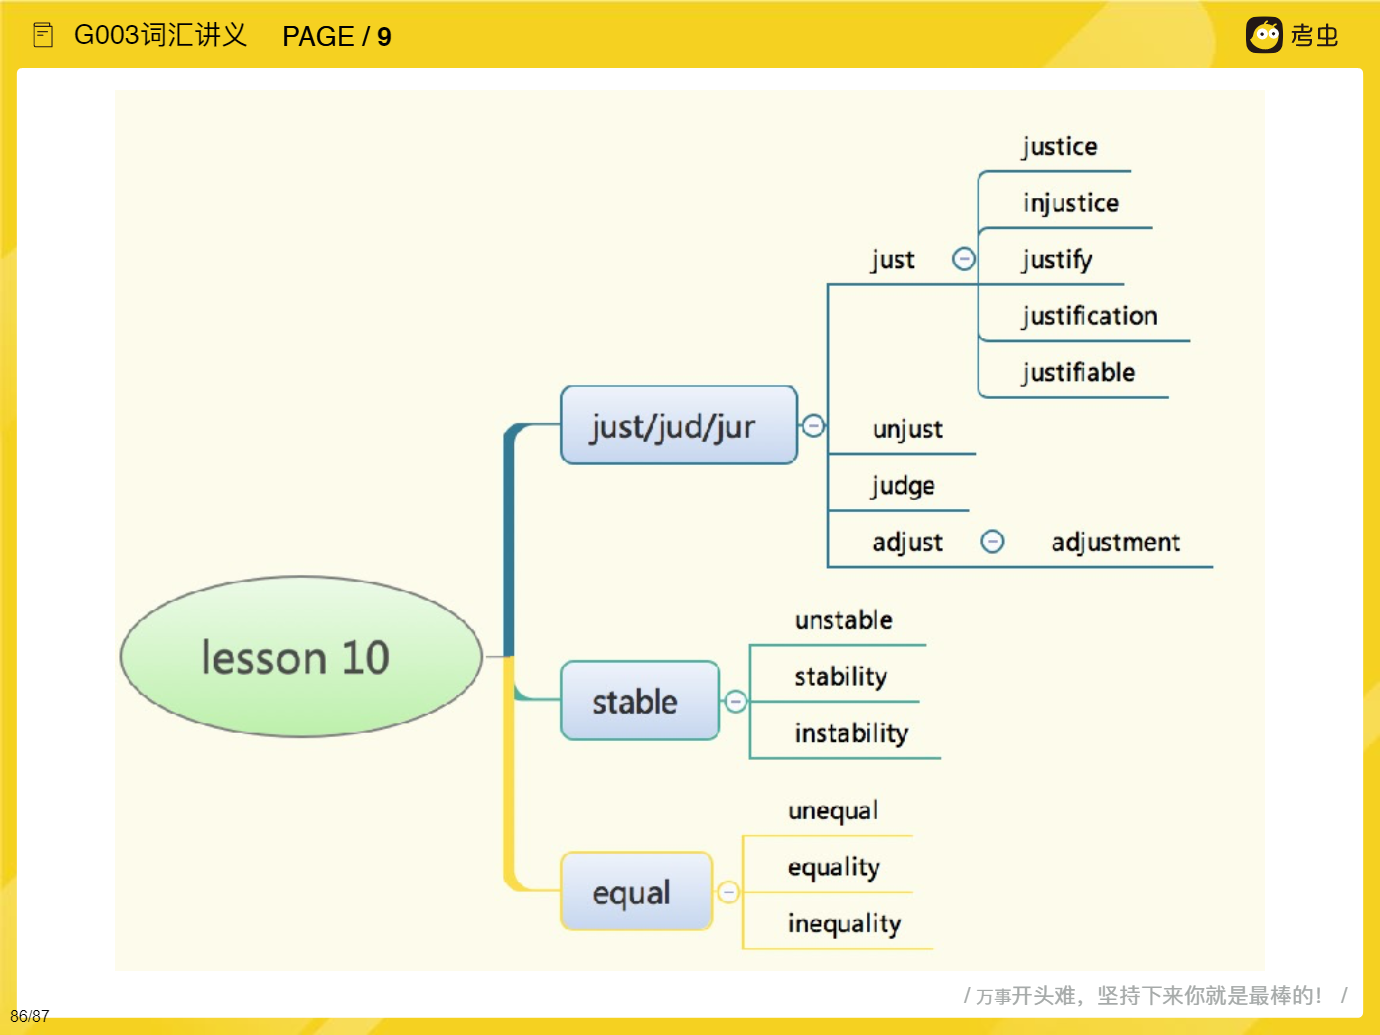 G003词汇讲义 PAGE / 9
考虫
justice
injustice
just
justify
justification
justifiable
just/jud/jur
unjust
judge
adjust
adjustment
lesson 10
unstable
stable
stability
instability
unequal
equal
equality
inequality
/ 万事开头难，坚持下来你就是最棒的！ /
86/87